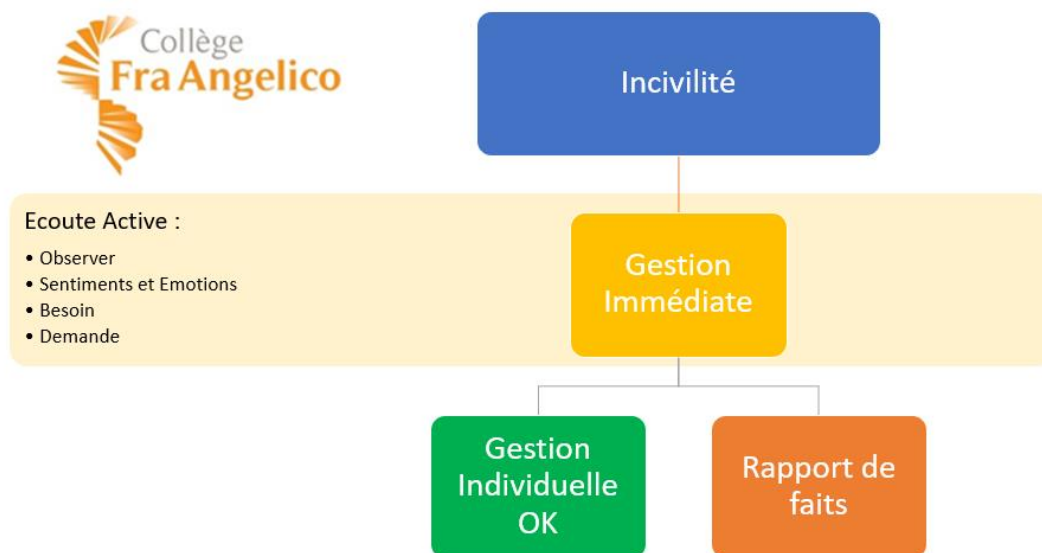 Collège
Fra Angelico
Incivilité
Ecoute Active :
• Observer
• Sentiments et Emotions
• Besoin
• Demande
Gestion
Immédiate
Gestion
Individuelle
OK
Rapport de
faits